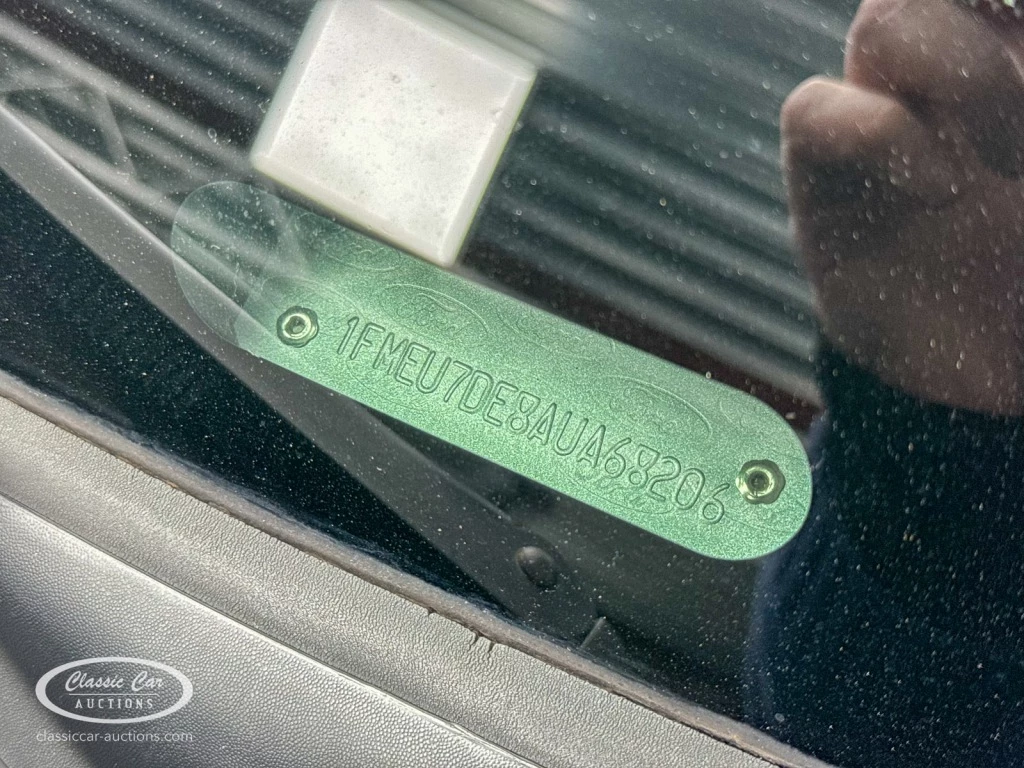 1FMEU7DE8AUA68206
Classic Car
AUCTIONS
classiccar-auctions.com